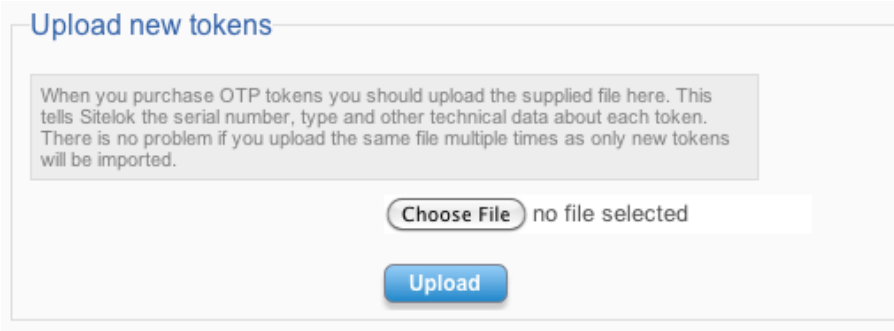 Upload new tokens
When you purchase OTP tokens you should upload the supplied file here. This
tells Sitelok the serial number, type and other technical data about each token.
There is no problem if you upload the same file multiple times as only new tokens
will be imported.
Choose File no file selected
Upload